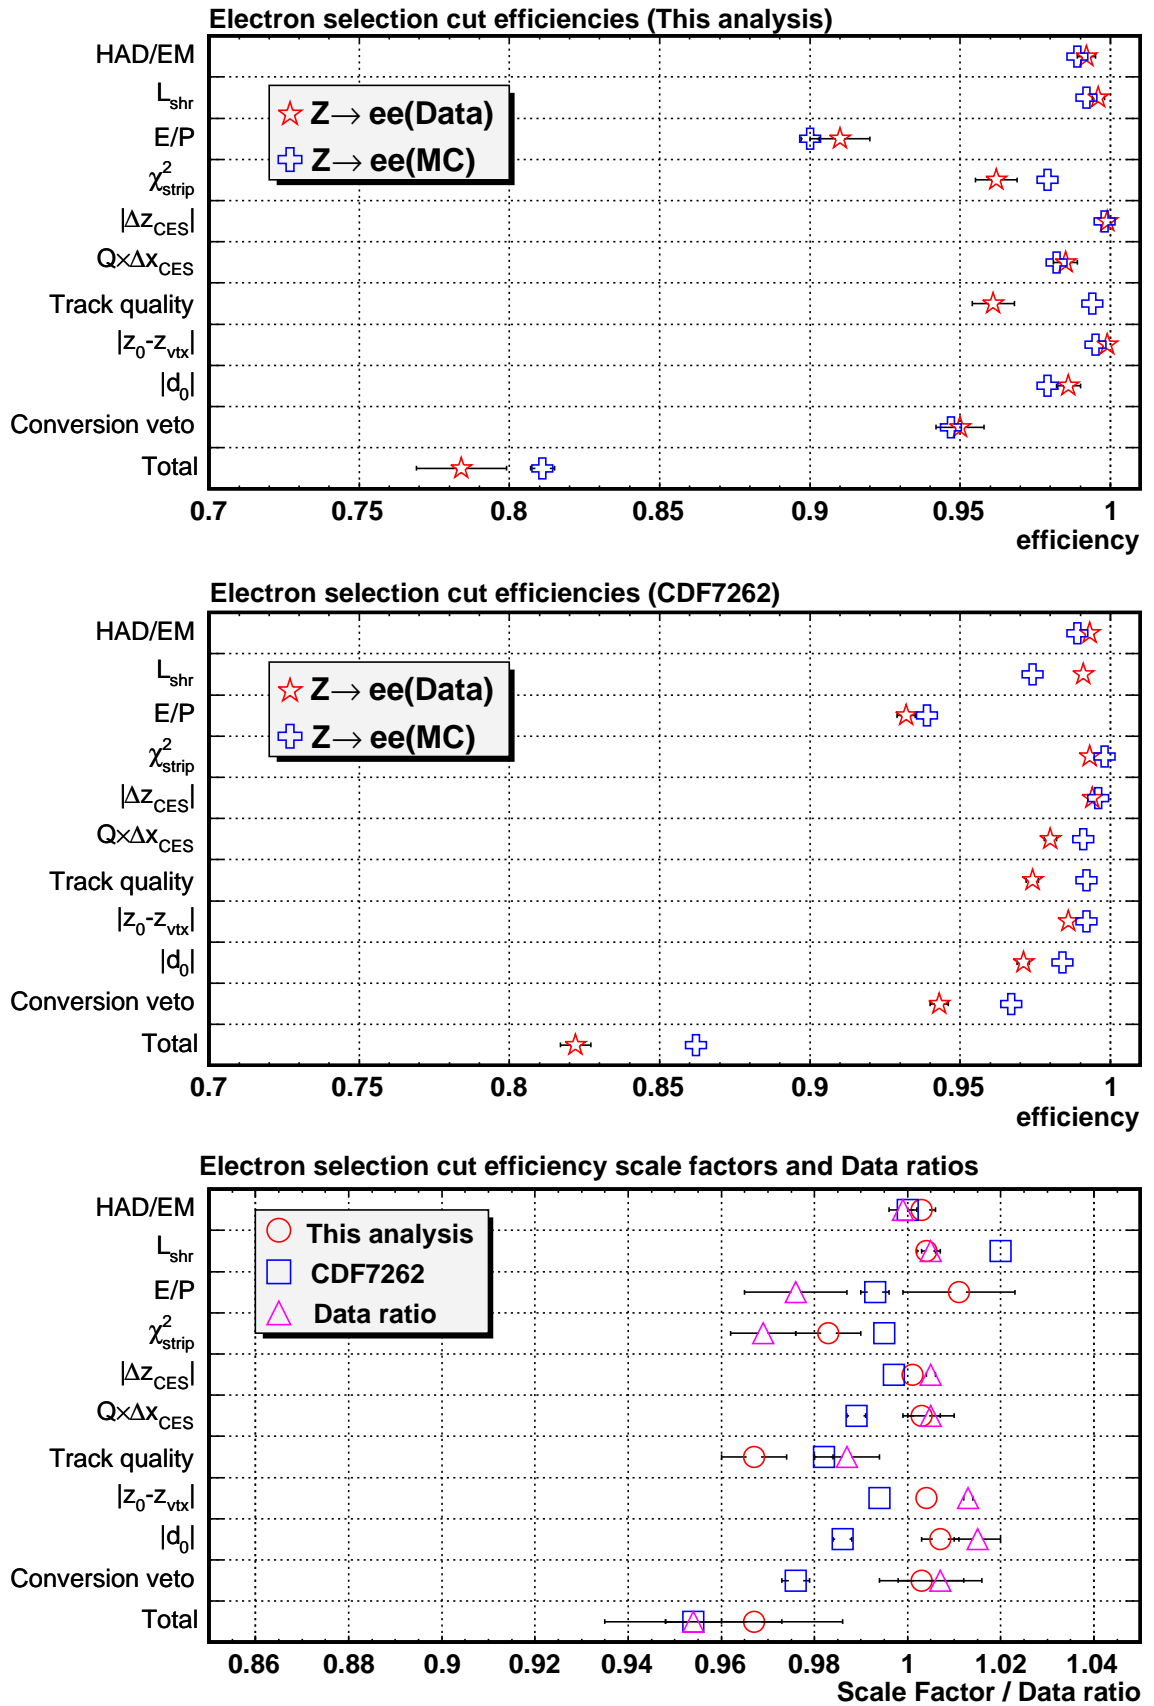 Electron selection cut efficiencies (This analysis)
HAD/EM
L_shr
E/P
χ²_strip
|Δz_CES|
Q×Δx_CES
Track quality
|z_0-z_vtx|
|d_0|
Conversion veto
Total
Z→ ee(Data)
Z→ ee(MC)
0.7 0.75 0.8 0.85 0.9 0.95 1
efficiency
Electron selection cut efficiencies (CDF7262)
HAD/EM
L_shr
E/P
χ²_strip
|Δz_CES|
Q×Δx_CES
Track quality
|z_0-z_vtx|
|d_0|
Conversion veto
Total
Z→ ee(Data)
Z→ ee(MC)
0.7 0.75 0.8 0.85 0.9 0.95 1
efficiency
Electron selection cut efficiency scale factors and Data ratios
HAD/EM
L_shr
E/P
χ²_strip
|Δz_CES|
Q×Δx_CES
Track quality
|z_0-z_vtx|
|d_0|
Conversion veto
Total
This analysis
CDF7262
Data ratio
0.86 0.88 0.9 0.92 0.94 0.96 0.98 1 1.02 1.04
Scale Factor / Data ratio